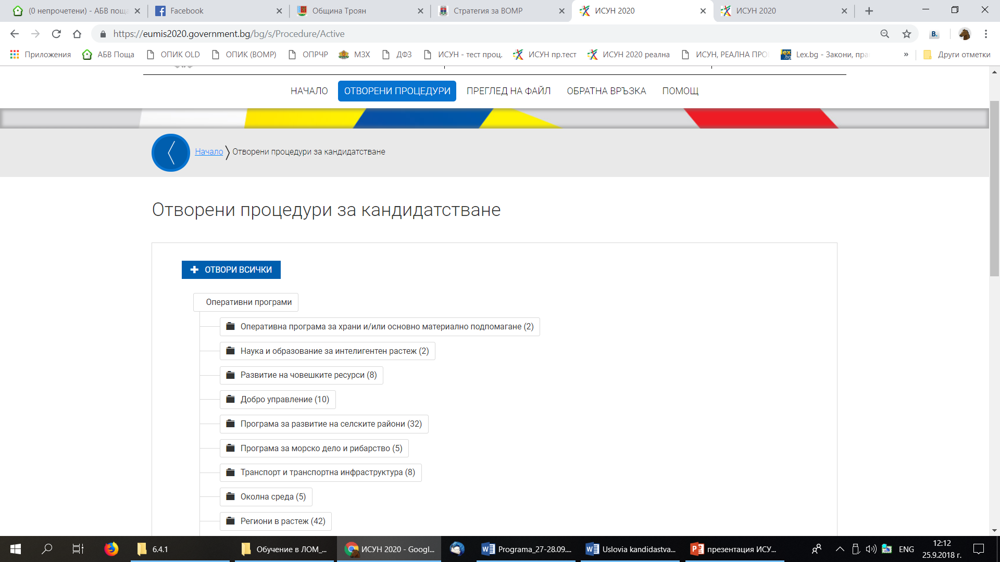 (0 непрочетени) - АБВ поща
Facebook
Община Троян
Стратегия за ВОМР
ИСУН 2020
ИСУН 2020
https://eumis2020.government.bg/bg/s/Procedure/Active
B.
Приложения
АБВ Поща
ОПИК OLD
ОПИК (ВОМР)
ОПРЧР
МЗХ
ДФЗ
ИСУН - тест проц.
ИСУН пр.тест
ИСУН 2020 реална
ИСУН, РЕАЛНА ПРО
Lex.bg - Закони, пра
»
Други отметки
НАЧАЛО
ОТВОРЕНИ ПРОЦЕДУРИ
ПРЕГЛЕД НА ФАЙЛ
ОБРАТНА ВРЪЗКА
ПОМОЩ
Начало
Отворени процедури за кандидатстване
Отворени процедури за кандидатстване
ОТВОРИ ВСИЧКИ
Оперативни програми
Оперативна програма за храни и/или основно материално подпомагане (2)
Наука и образование за интелигентен растеж (2)
Развитие на човешките ресурси (8)
Добро управление (10)
Програма за развитие на селските райони (32)
Програма за морско дело и рибарство (5)
Транспорт и транспортна инфраструктура (8)
Околна среда (5)
Региони в растеж (42)
6.4.1
Обучение в ЛОМ_...
ИСУН 2020 - Googl...
Programa_27-28.09....
Uslovia kandidastva...
презентация ИСУ...
ENG
12:12
25.9.2018 г.